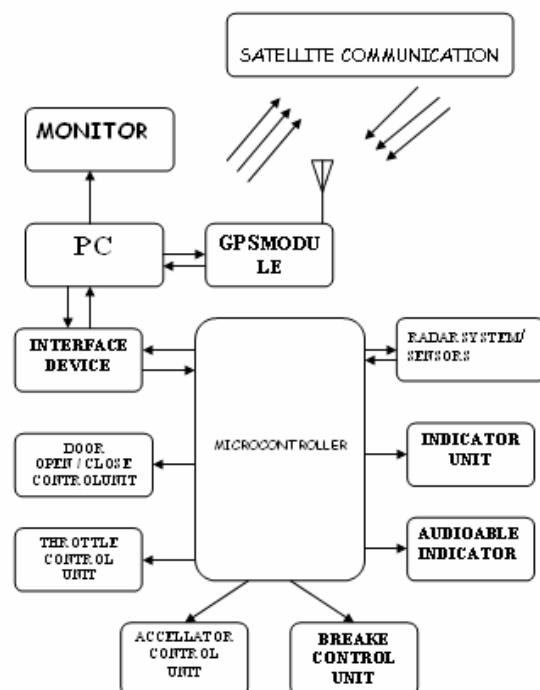 SATELLITE COMMUNICATION
MONITOR
PC
GPSMODU
LE
INTERFACE
DEVICE
RADAR SYSTEM/
SENSORS
MICROCONTROLLER
DOOR
OPEN / CLOSE
CONTROLUNIT
INDICATOR
UNIT
THROTTLE
CONTROL
UNIT
AUDIOABLE
INDICATOR
ACCELLATOR
CONTROL
UNIT
BREAKE
CONTROL
UNIT